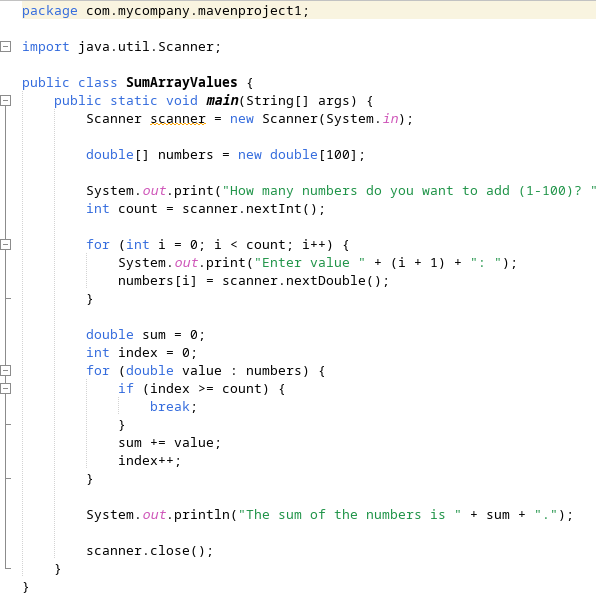 package com.mycompany.mavenproject1;

import java.util.Scanner;

public class SumArrayValues {
    public static void main(String[] args) {
        Scanner scanner = new Scanner(System.in);

        double[] numbers = new double[100];

        System.out.print("How many numbers do you want to add (1-100)? "
        int count = scanner.nextInt();

        for (int i = 0; i < count; i++) {
            System.out.print("Enter value " + (i + 1) + ": ");
            numbers[i] = scanner.nextDouble();
        }

        double sum = 0;
        int index = 0;
        for (double value : numbers) {
            if (index >= count) {
                break;
            }
            sum += value;
            index++;
        }

        System.out.println("The sum of the numbers is " + sum + ".");

        scanner.close();
    }
}